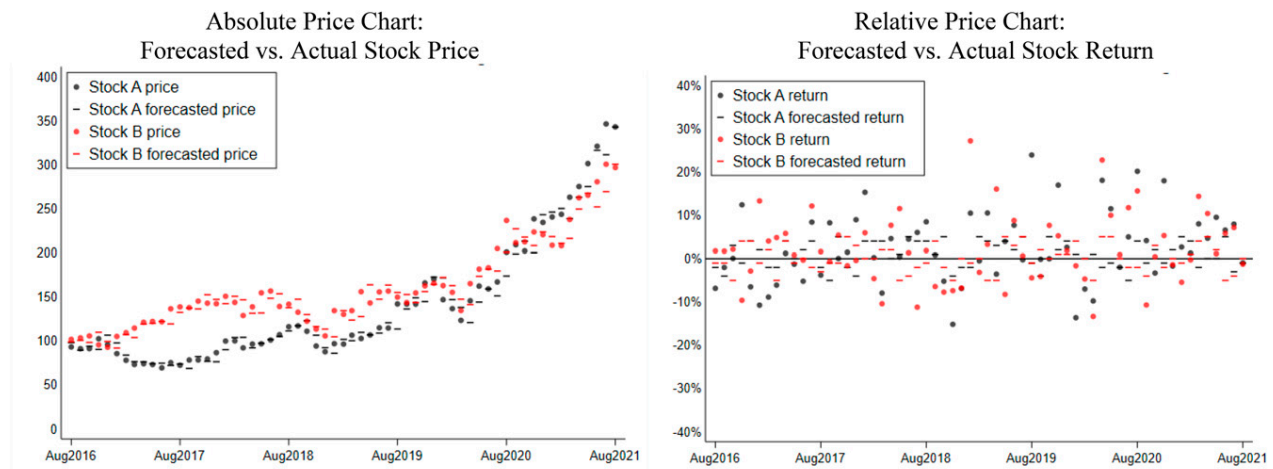 Absolute Price Chart:
Forecasted vs. Actual Stock Price
400
350
300
250
200
150
100
50
0
Stock A price
Stock A forecasted price
Stock B price
Stock B forecasted price
Aug2016
Aug2017
Aug2018
Aug2019
Aug2020
Aug2021
Relative Price Chart:
Forecasted vs. Actual Stock Return
40%
30%
20%
10%
0%
-10%
-20%
-30%
-40%
Stock A return
Stock A forecasted return
Stock B return
Stock B forecasted return
Aug2016
Aug2017
Aug2018
Aug2019
Aug2020
Aug2021